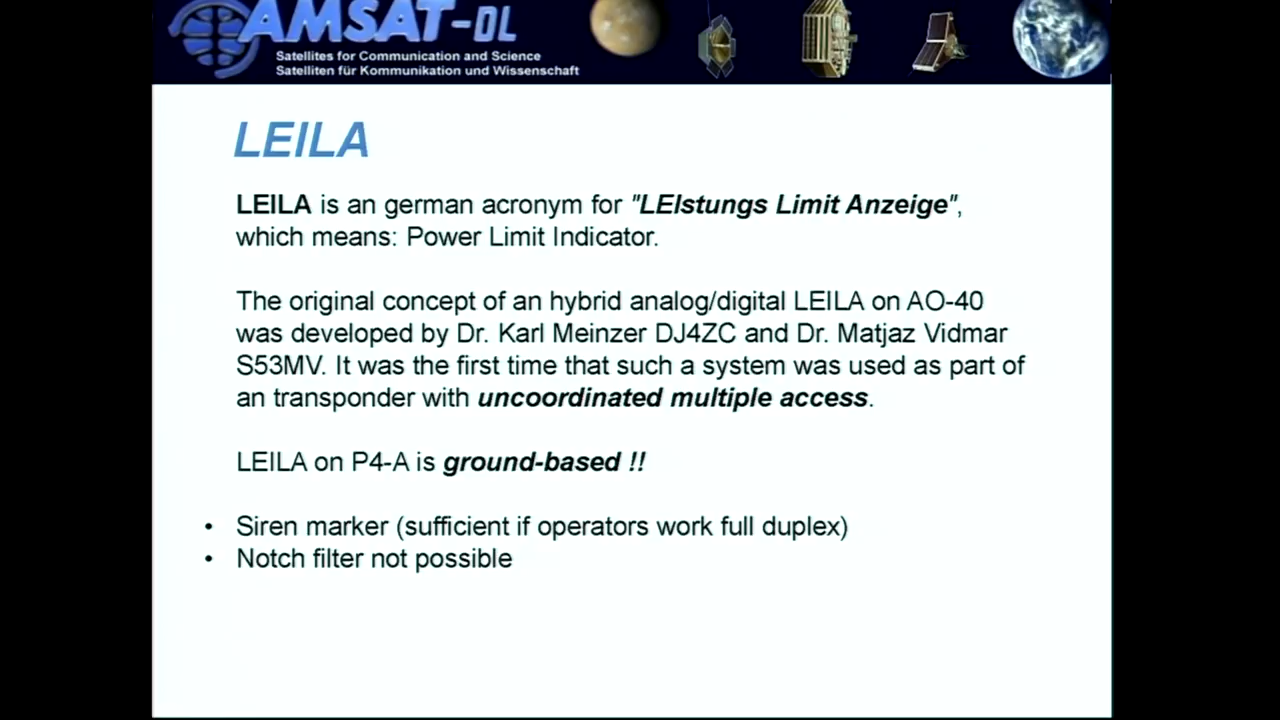 AMSAT-DL
Satellites for Communication and Science
Satelliten für Kommunikation und Wissenschaft
LEILA
LEILA is an german acronym for "LEIstungs Limit Anzeige",
which means: Power Limit Indicator.
The original concept of an hybrid analog/digital LEILA on AO-40
was developed by Dr. Karl Meinzer DJ4ZC and Dr. Matjaz Vidmar
S53MV. It was the first time that such a system was used as part of
an transponder with uncoordinated multiple access.
LEILA on P4-A is ground-based !!
• Siren marker (sufficient if operators work full duplex)
• Notch filter not possible